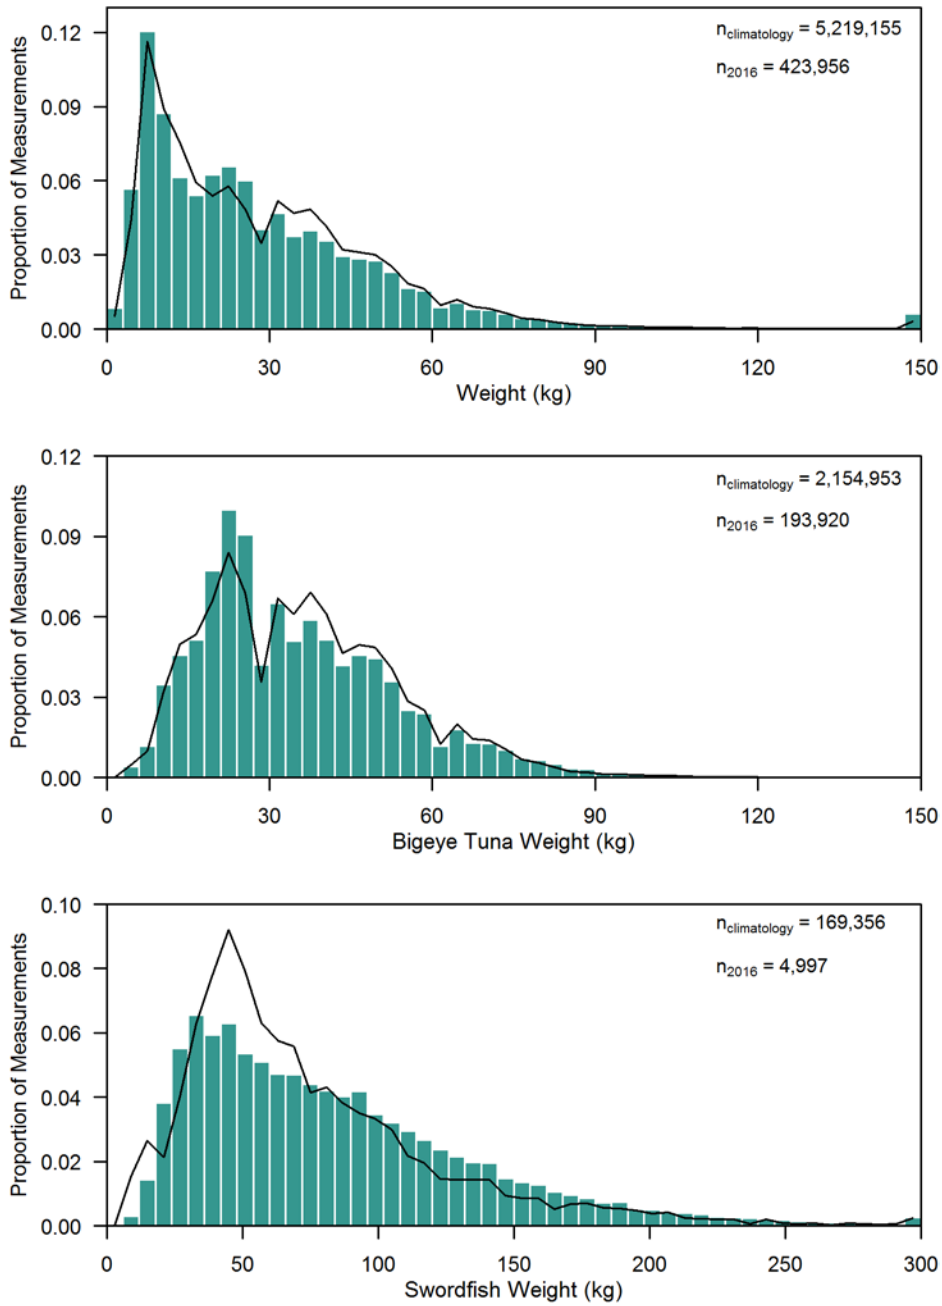 0.12
0.09
0.06
0.03
0.00
Proportion of Measurements
nclimatology = 5,219,155
n2016 = 423,956
0 30 60 90 120 150
Weight (kg)
0.12
0.09
0.06
0.03
0.00
Proportion of Measurements
nclimatology = 2,154,953
n2016 = 193,920
0 30 60 90 120 150
Bigeye Tuna Weight (kg)
0.10
0.08
0.06
0.04
0.02
0.00
Proportion of Measurements
nclimatology = 169,356
n2016 = 4,997
0 50 100 150 200 250 300
Swordfish Weight (kg)